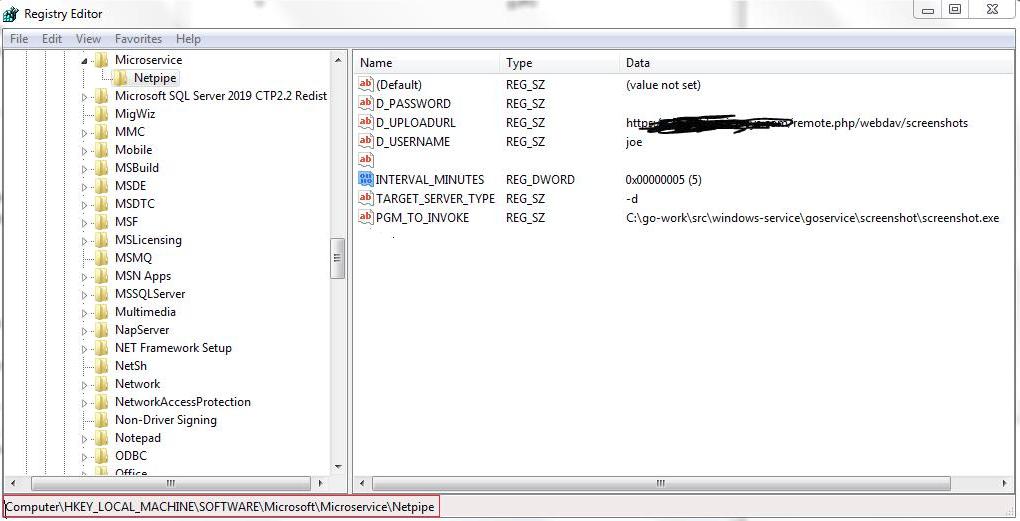 Registry Editor
File Edit View Favorites Help
Microservice
Netpipe
Microsoft SQL Server 2019 CTP2.2 Redist
MigWiz
MMC
Mobile
MSBuild
MSDE
MSDTC
MSF
MSLicensing
MSMQ
MSN Apps
MSSQLServer
Multimedia
NapServer
NET Framework Setup
NetSh
Network
NetworkAccessProtection
Non-Driver Signing
Notepad
ODBC
Office
Name Type Data
(Default) REG_SZ (value not set)
D_PASSWORD REG_SZ
D_UPLOADURL REG_SZ remote.php/webdav/screenshots
D_USERNAME REG_SZ joe
INTERVAL_MINUTES REG_DWORD 0x00000005 (5)
TARGET_SERVER_TYPE REG_SZ -d
PGM_TO_INVOKE REG_SZ C:\go-work\src\windows-service\goservice\screenshot\screenshot.exe
Computer\HKEY_LOCAL_MACHINE\SOFTWARE\Microsoft\Microservice\Netpipe